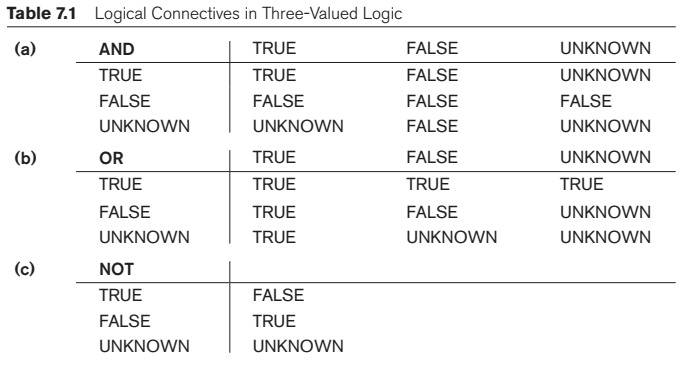 Table 7.1 Logical Connectives in Three-Valued Logic
(a) AND TRUE FALSE UNKNOWN
TRUE TRUE FALSE UNKNOWN
FALSE FALSE FALSE FALSE
UNKNOWN UNKNOWN FALSE UNKNOWN
(b) OR TRUE FALSE UNKNOWN
TRUE TRUE TRUE TRUE
FALSE TRUE FALSE UNKNOWN
UNKNOWN TRUE UNKNOWN UNKNOWN
(c) NOT
TRUE FALSE
FALSE TRUE
UNKNOWN UNKNOWN